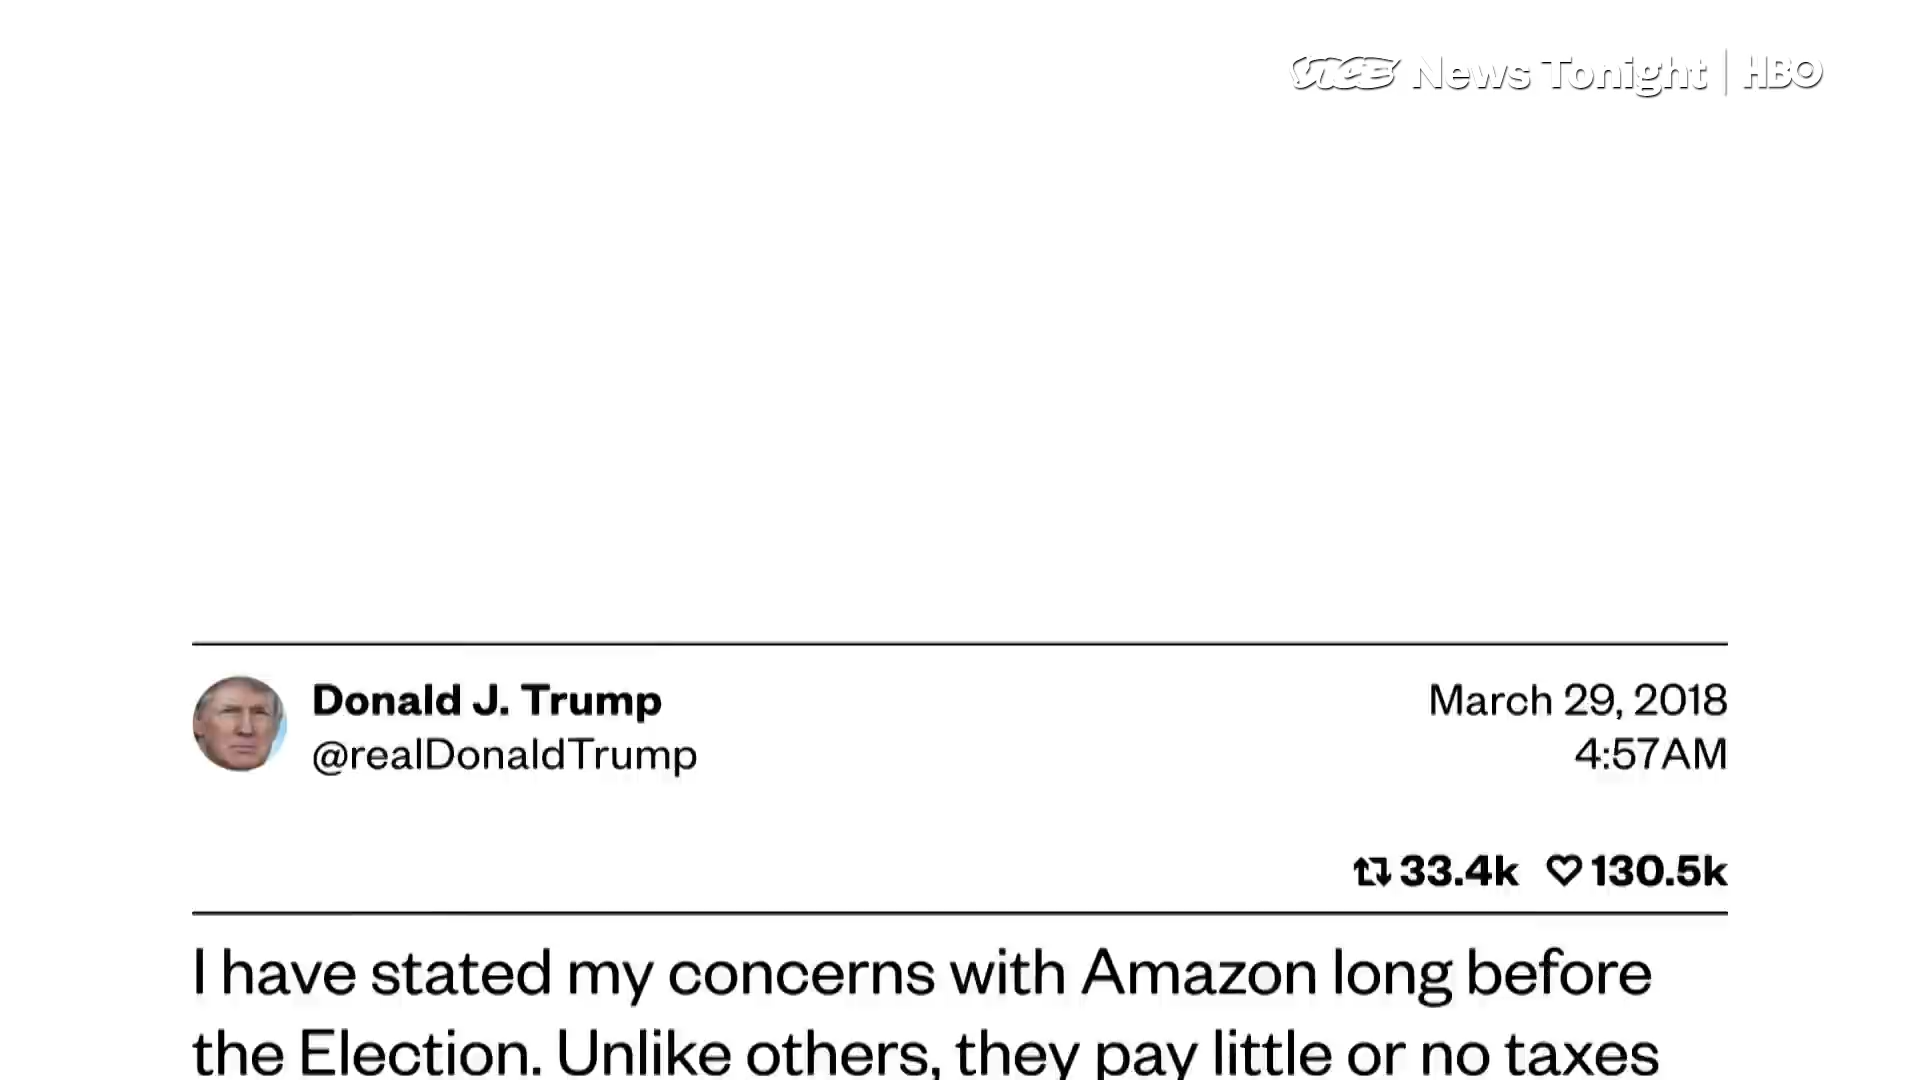 VICE News Tonight | HBO
Donald J. Trump
@realDonaldTrump
March 29, 2018
4:57AM
33.4k 130.5k
I have stated my concerns with Amazon long before
the Election. Unlike others, they pay little or no taxes